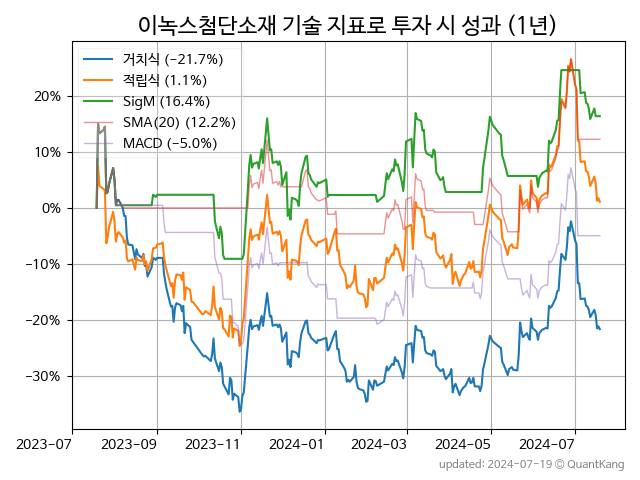 이녹스첨단소재 기술 지표로 투자 시 성과 (1년)
거치식 (−21.7%)
적립식 (1.1%)
SigM (16.4%)
SMA(20) (12.2%)
MACD (−5.0%)
20%
10%
0%
−10%
−20%
−30%
2023-07 2023-09 2023-11 2024-01 2024-03 2024-05 2024-07
updated: 2024-07-19 © QuantKang